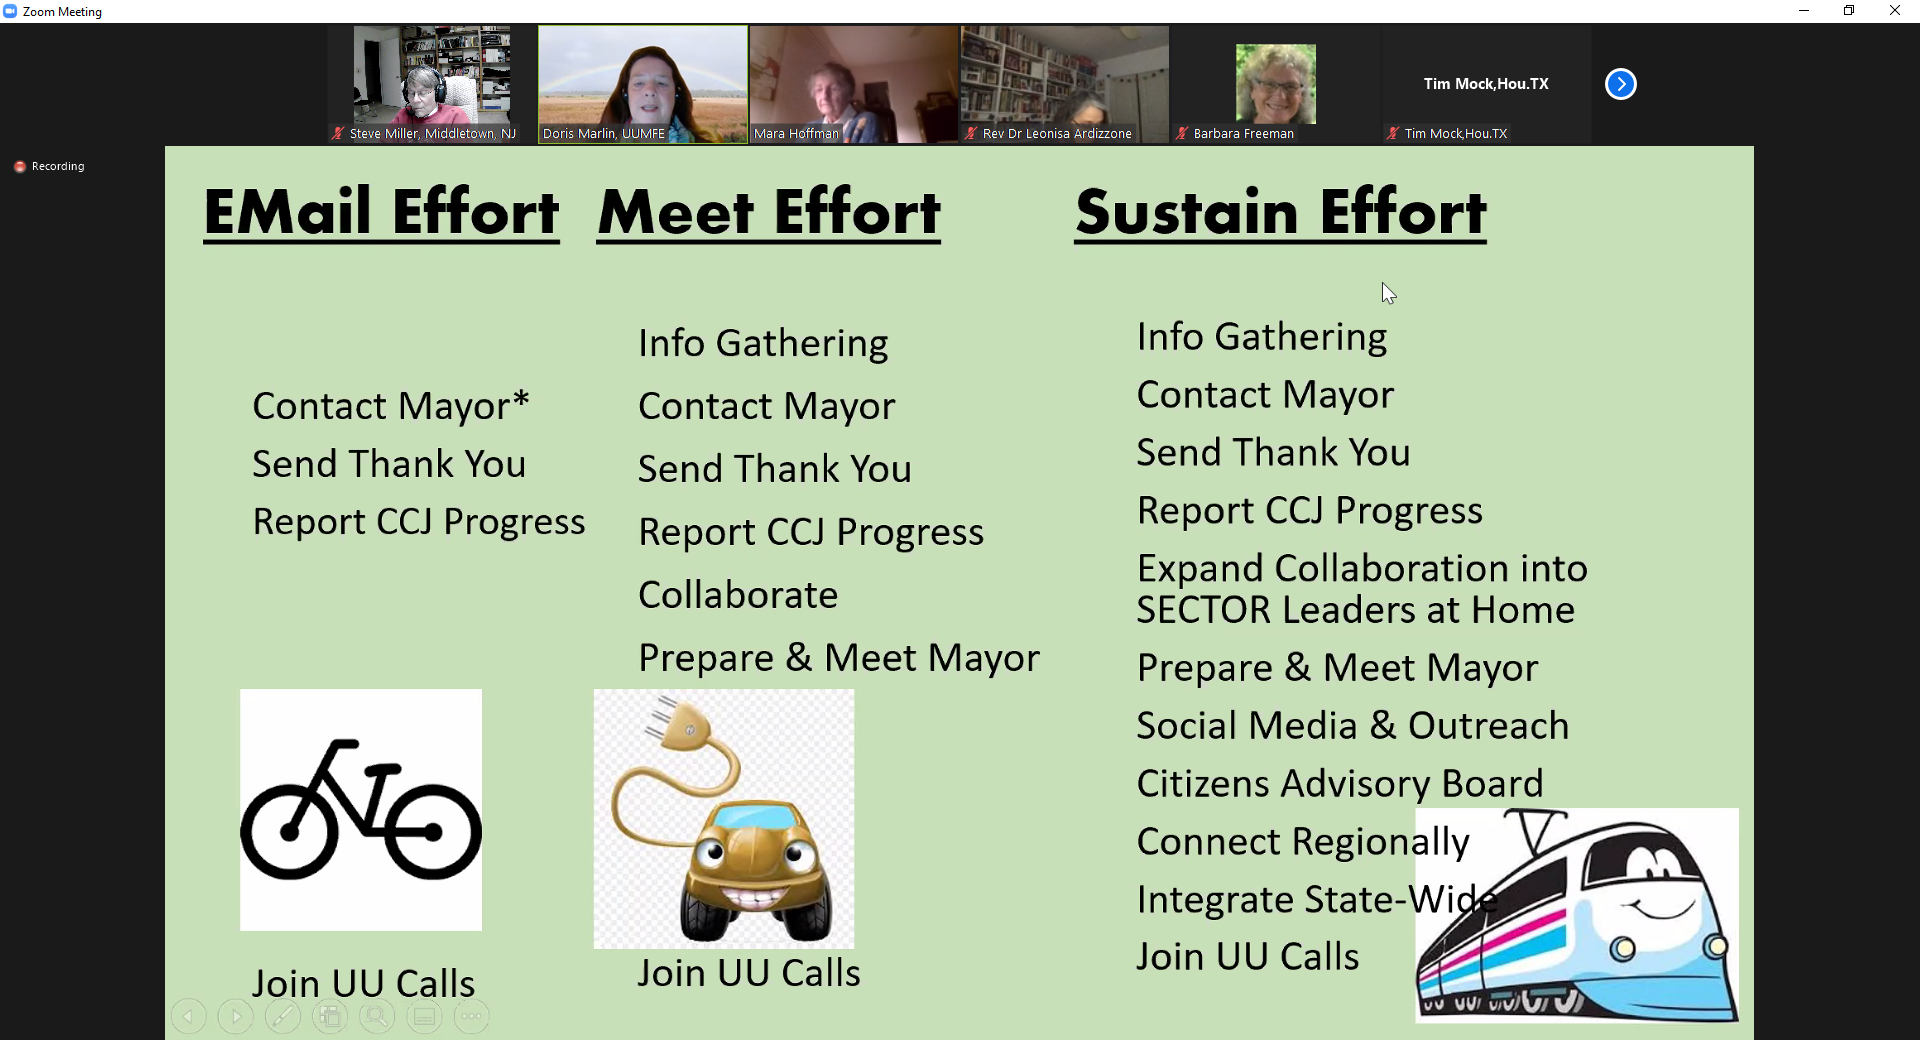 Zoom Meeting
Steve Miller, Middletown, NJ
Doris Marlin, UUMFE
Mara Hoffman
Rev Dr Leonisa Ardizzone
Barbara Freeman
Tim Mock,Hou.TX
Tim Mock,Hou.TX
Recording
EMail Effort
Contact Mayor*
Send Thank You
Report CCJ Progress
Join UU Calls
Meet Effort
Info Gathering
Contact Mayor
Send Thank You
Report CCJ Progress
Collaborate
Prepare & Meet Mayor
Join UU Calls
Sustain Effort
Info Gathering
Contact Mayor
Send Thank You
Report CCJ Progress
Expand Collaboration into
SECTOR Leaders at Home
Prepare & Meet Mayor
Social Media & Outreach
Citizens Advisory Board
Connect Regionally
Integrate State-Wide
Join UU Calls